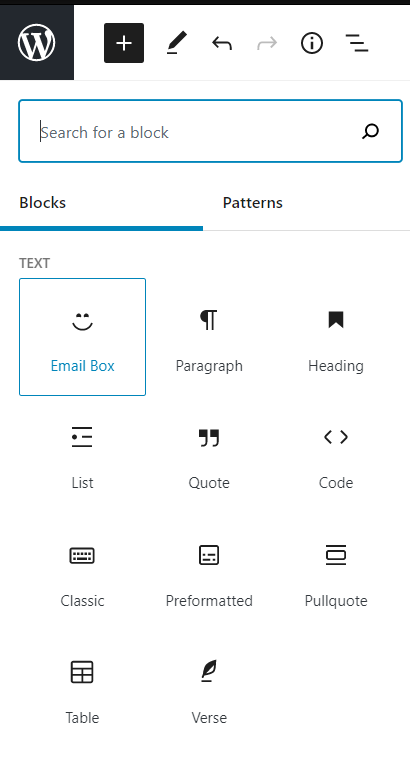 Search for a block
Blocks Patterns
TEXT
Email Box Paragraph Heading
List Quote Code
Classic Preformatted Pullquote
Table Verse